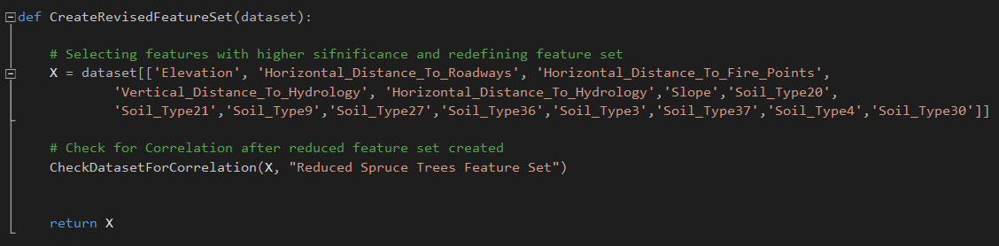 def CreateRevisedFeatureSet(dataset):
# Selecting features with higher sifnificance and redefining feature set
X = dataset[['Elevation', 'Horizontal_Distance_To_Roadways', 'Horizontal_Distance_To_Fire_Points',
'Vertical_Distance_To_Hydrology', 'Horizontal_Distance_To_Hydrology','Slope','Soil_Type20',
'Soil_Type21','Soil_Type9','Soil_Type27','Soil_Type36','Soil_Type3','Soil_Type37','Soil_Type4','Soil_Type30']]
# Check for Correlation after reduced feature set created
CheckDatasetForCorrelation(X, "Reduced Spruce Trees Feature Set")
return X